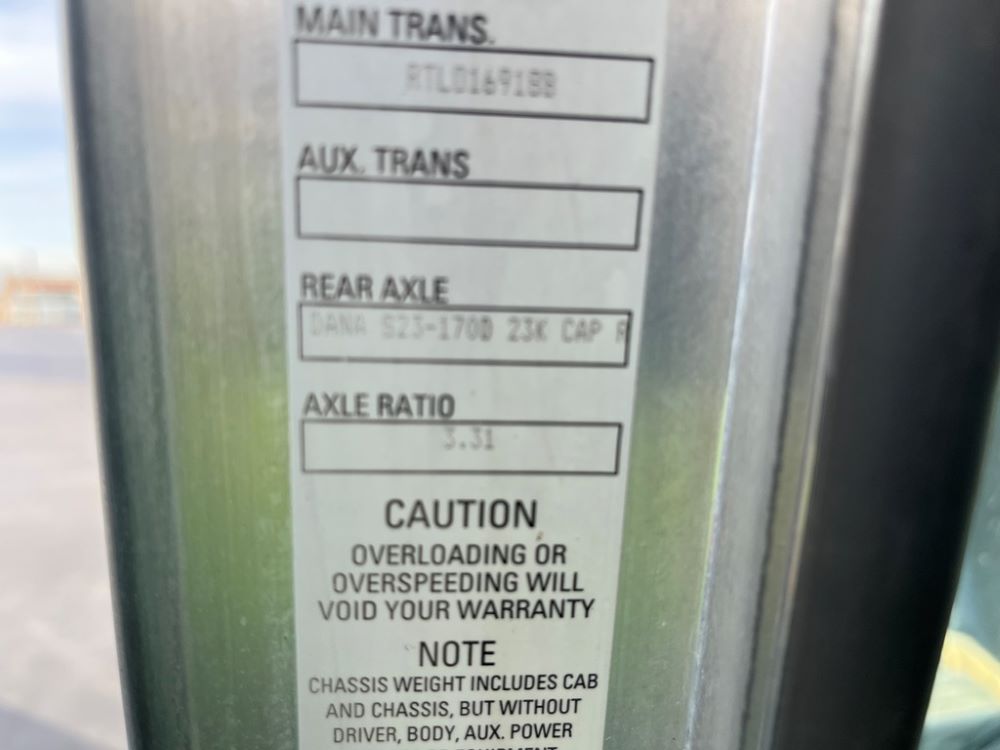 MAIN TRANS.
RTLO16918B
AUX. TRANS
REAR AXLE
DANA S23-170D 23K CAP R
AXLE RATIO
3.31
CAUTION
OVERLOADING OR
OVERSPEEDING WILL
VOID YOUR WARRANTY
NOTE
CHASSIS WEIGHT INCLUDES CAB
AND CHASSIS, BUT WITHOUT
DRIVER, BODY, AUX. POWER
EQUIPMENT